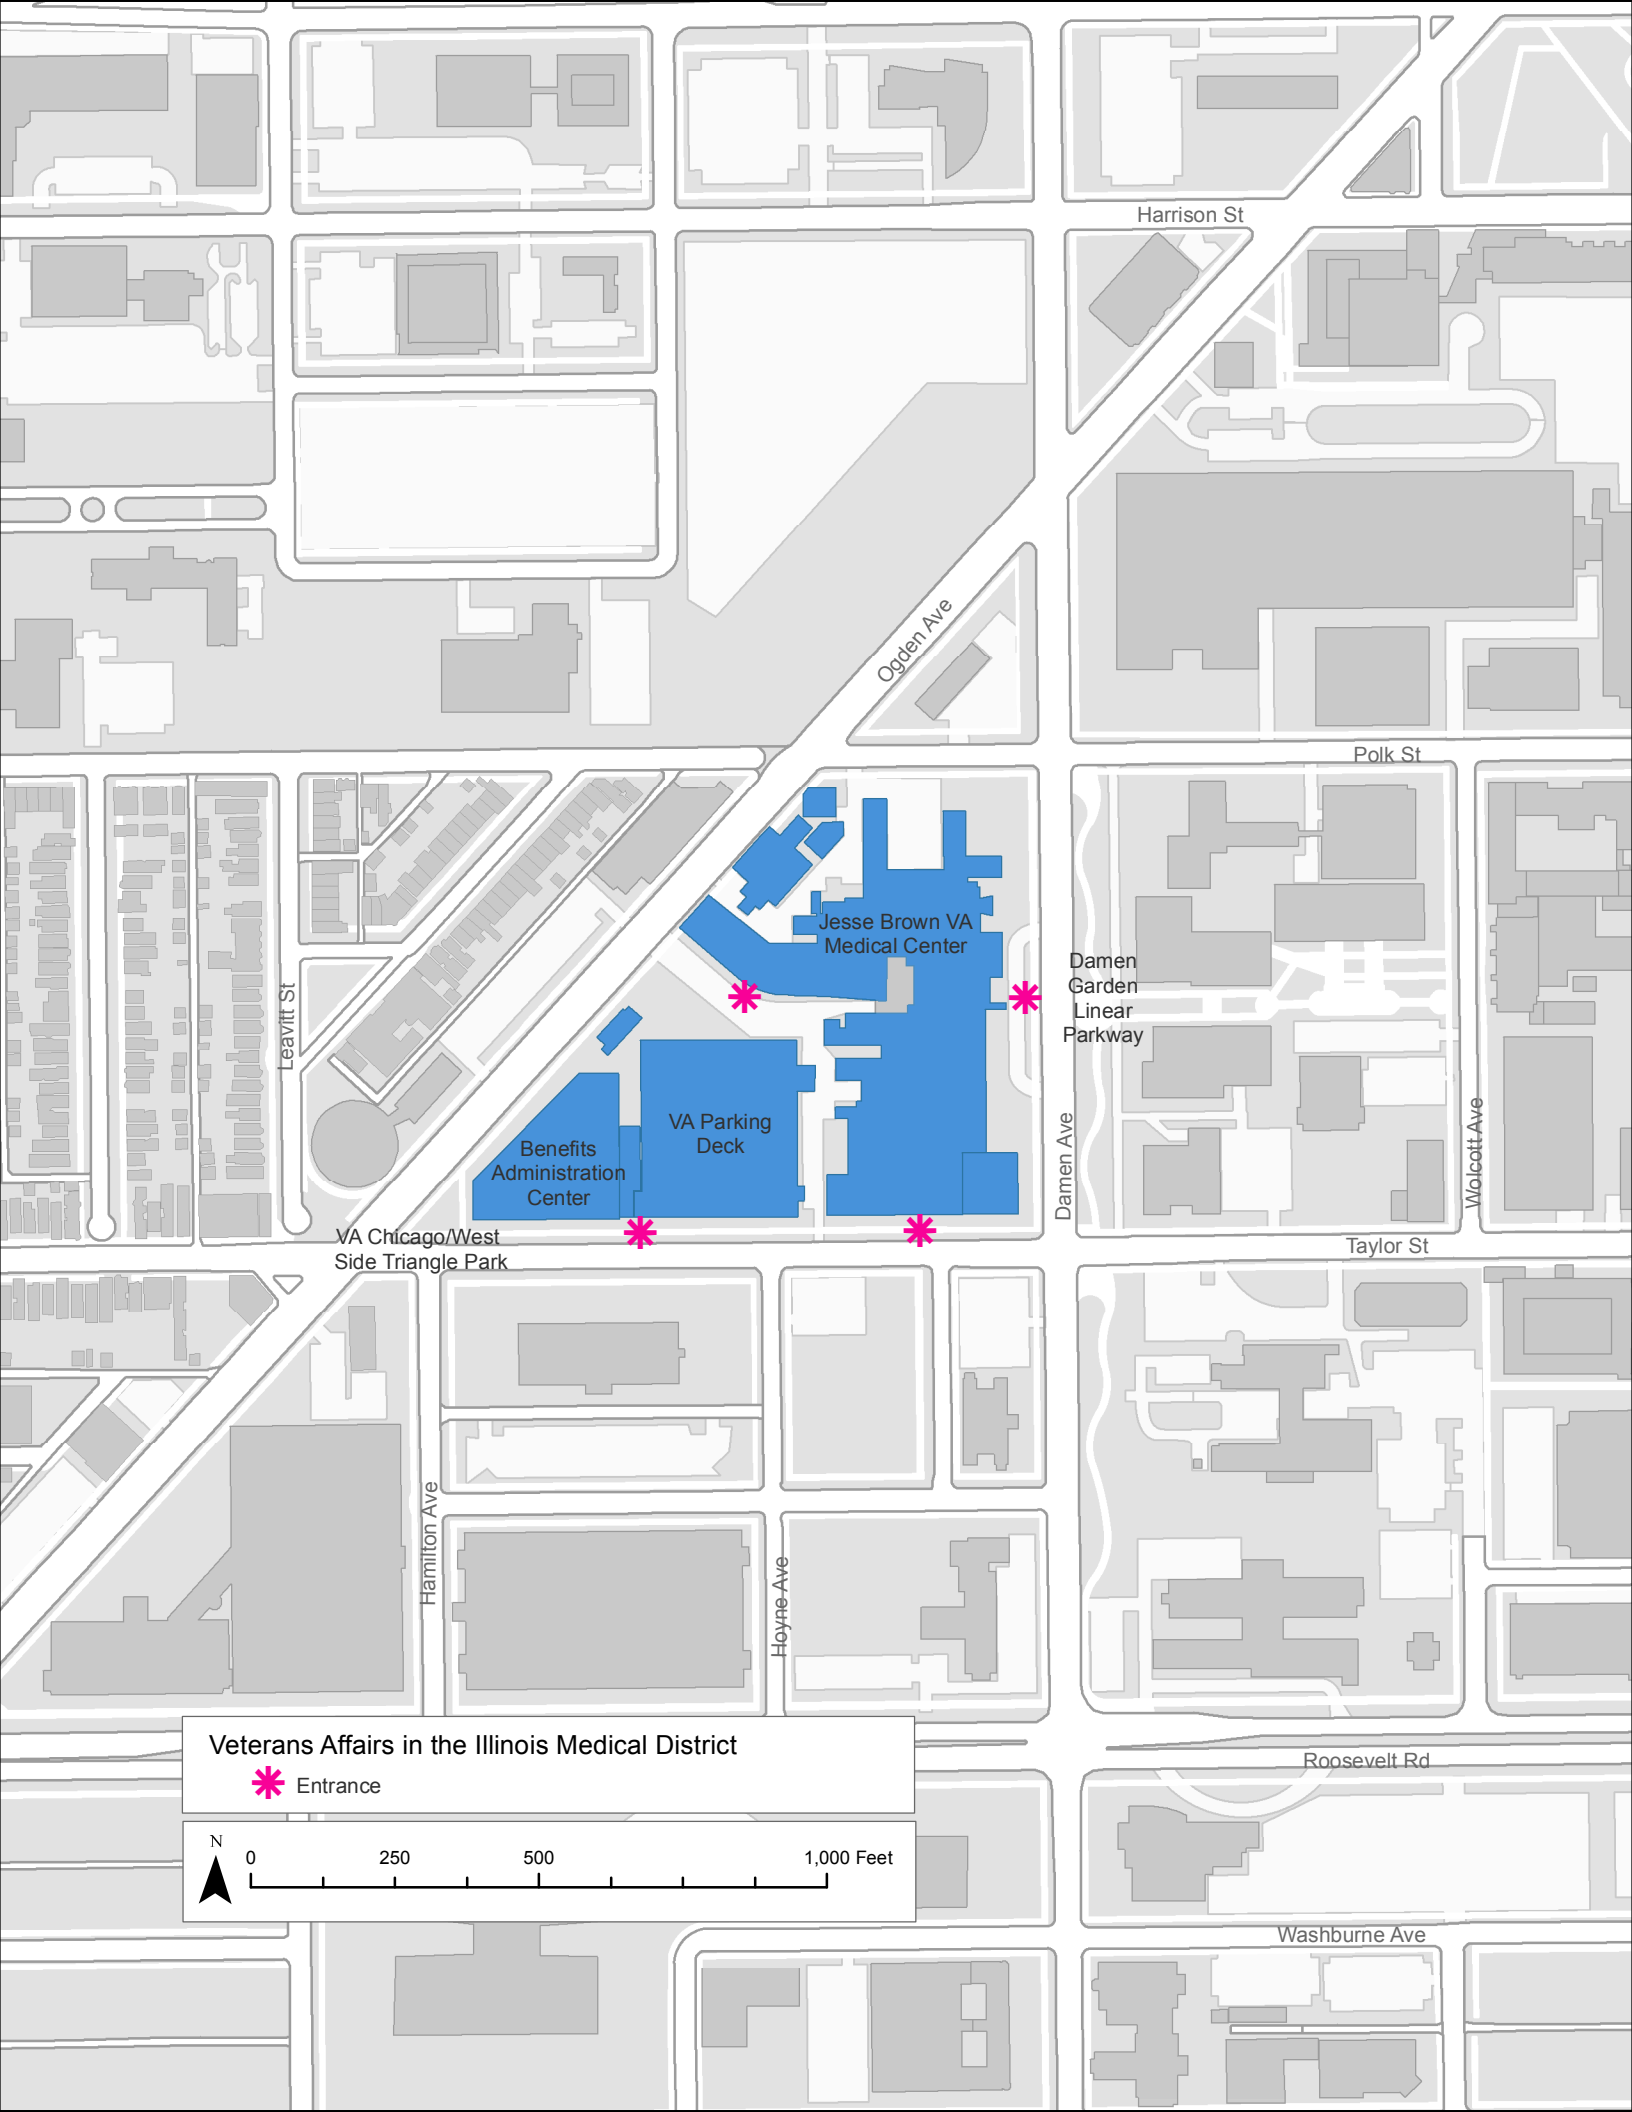 Harrison St
Ogden Ave
Polk St
Jesse Brown VA
Medical Center
Damen
Garden
Linear
Parkway
Leavitt St
VA Parking
Deck
Benefits
Administration
Center
Damen Ave
Wolcott Ave
VA Chicago/West
Side Triangle Park
Taylor St
Hamilton Ave
Hoyne Ave
Veterans Affairs in the Illinois Medical District
Entrance
Roosevelt Rd
N
0 250 500 1,000 Feet
Washburne Ave